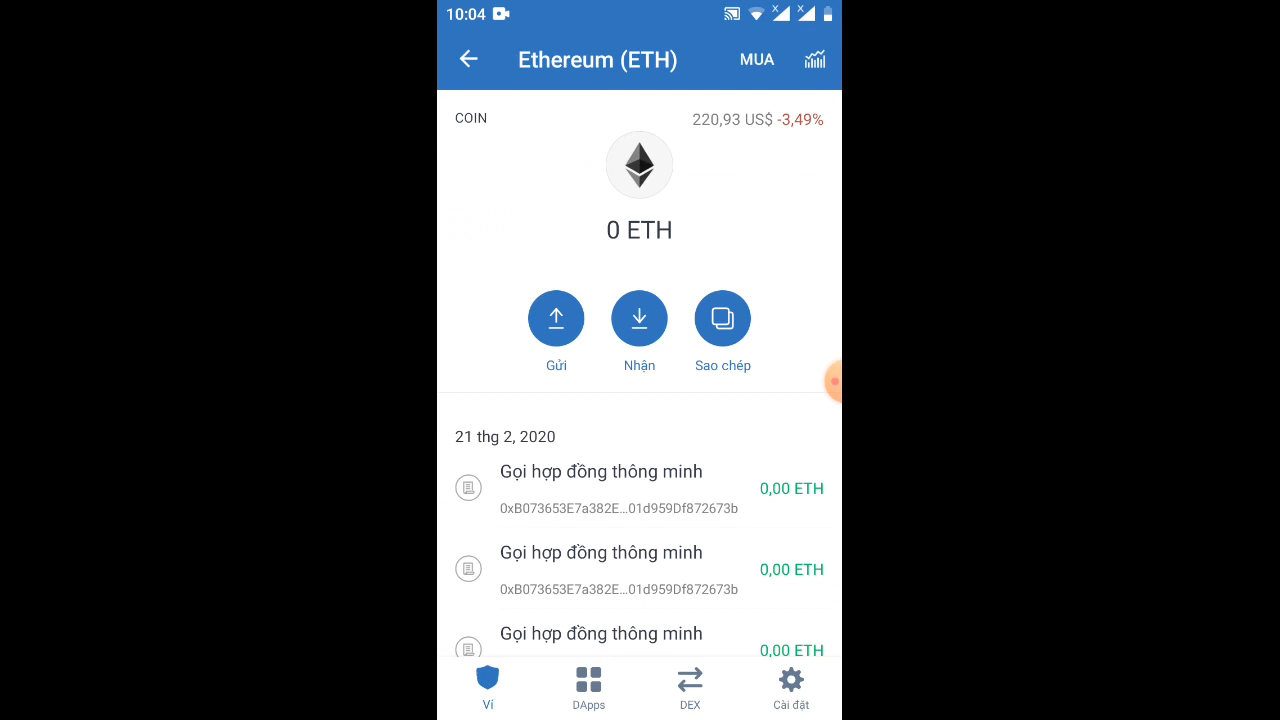 10:04
Ethereum (ETH)
MUA
COIN
220,93 US$ -3,49%
0 ETH
Gửi
Nhận
Sao chép
21 thg 2, 2020
Gọi hợp đồng thông minh
0,00 ETH
0xB073653E7a382E...01d959Df872673b
Gọi hợp đồng thông minh
0,00 ETH
0xB073653E7a382E...01d959Df872673b
Gọi hợp đồng thông minh
0,00 ETH
Ví
DApps
DEX
Cài đặt